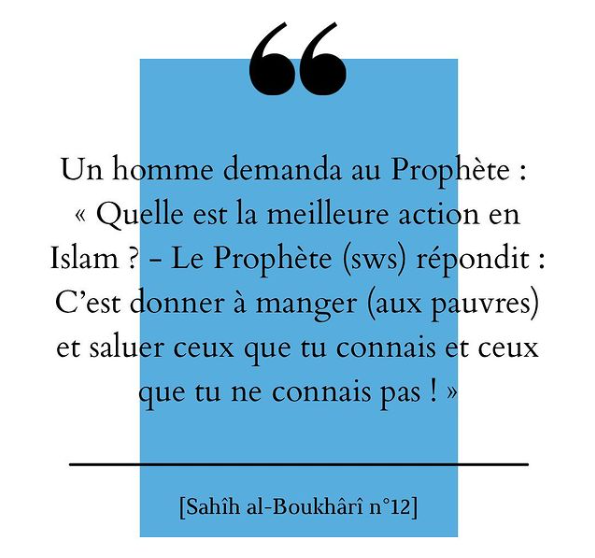 “
Un homme demanda au Prophète :
« Quelle est la meilleure action en
Islam ? – Le Prophète (sws) répondit :
C’est donner à manger (aux pauvres)
et saluer ceux que tu connais et ceux
que tu ne connais pas ! »
[Sahîh al-Boukhârî n°12]